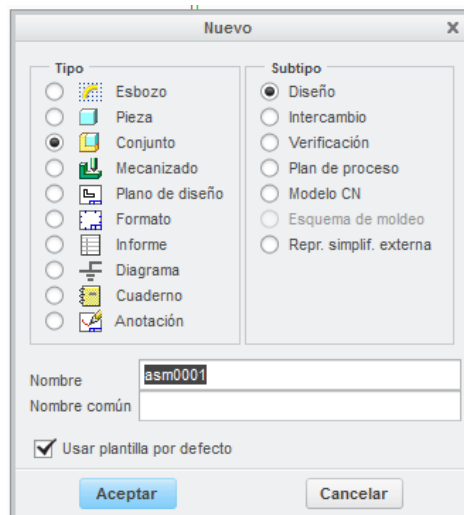 Nuevo
Tipo
Esbozo
Pieza
Conjunto
Mecanizado
Plano de diseño
Formato
Informe
Diagrama
Cuaderno
Anotación
Subtipo
Diseño
Intercambio
Verificación
Plan de proceso
Modelo CN
Esquema de moldeo
Repr. simplif. externa
Nombre
asm0001
Nombre común
Usar plantilla por defecto
Aceptar
Cancelar